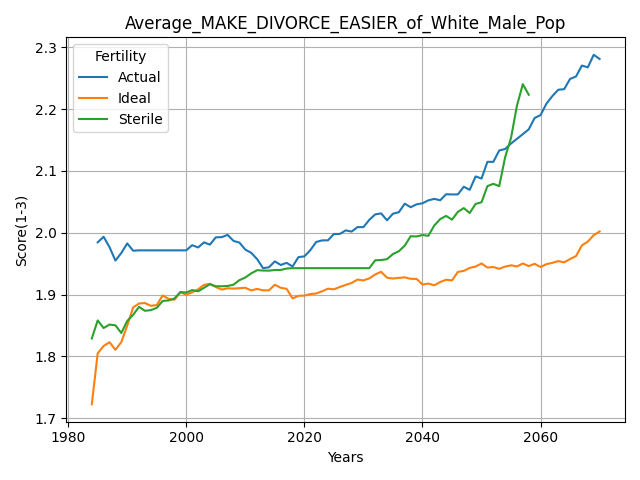 Average_MAKE_DIVORCE_EASIER_of_White_Male_Pop
Fertility
Actual
Ideal
Sterile
Score(1-3)
2.3
2.2
2.1
2.0
1.9
1.8
1.7
1980
2000
2020
2040
2060
Years